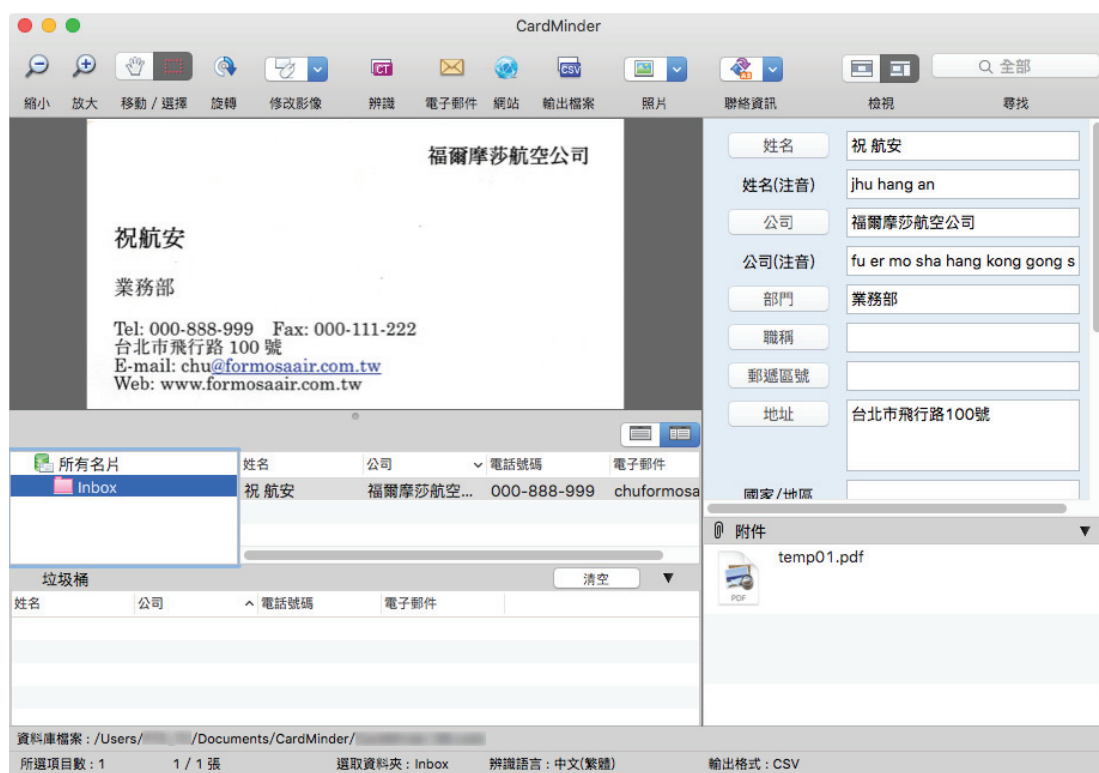 CardMinder
縮小 放大 移動 / 選擇 旋轉 修改影像 辨識 電子郵件 網站 輸出檔案 照片 聯絡資訊 檢視 尋找
CT
CSV
全部
福爾摩莎航空公司
祝航安
業務部
Tel: 000-888-999 Fax: 000-111-222
台北市飛行路 100 號
E-mail: chu@formosaair.com.tw
Web: www.formosaair.com.tw
姓名 祝 航安
姓名(注音) jhu hang an
公司 福爾摩莎航空公司
公司(注音) fu er mo sha hang kong gong s
部門 業務部
職稱
郵遞區號
地址 台北市飛行路100號
國家/地區
所有名片
Inbox
姓名 公司 電話號碼 電子郵件
祝 航安 福爾摩莎航空... 000-888-999 chuformosa
附件
temp01.pdf
PDF
垃圾桶 清空
姓名 公司 電話號碼 電子郵件
資料庫檔案 : /Users/ /Documents/CardMinder/
所選項目數 : 1 1 / 1 張 選取資料夾 : Inbox 辨識語言 : 中文(繁體) 輸出格式 : CSV